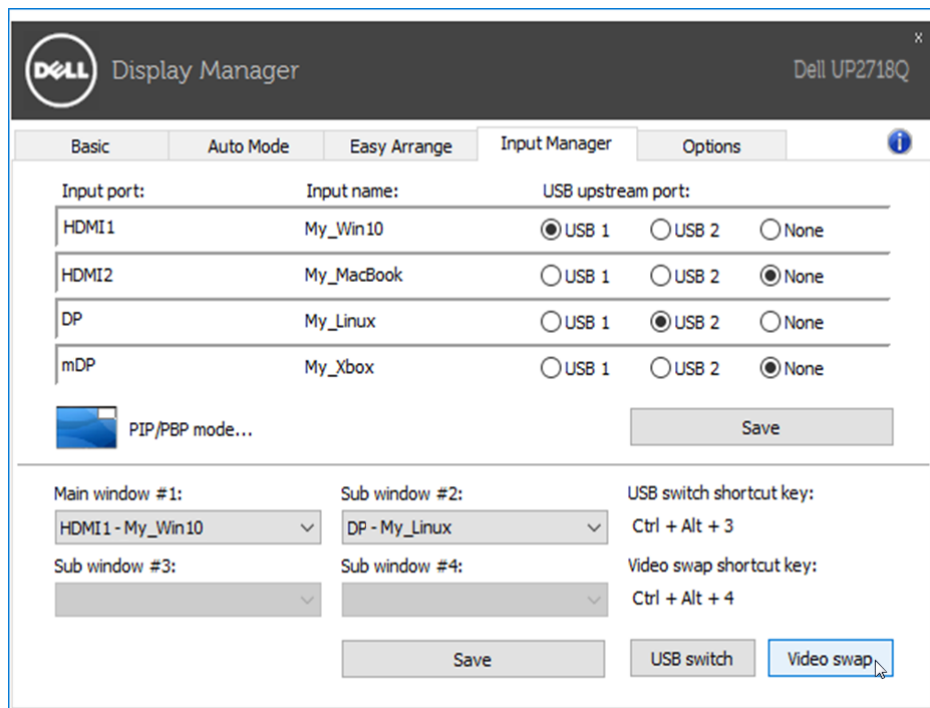 x
DELL Display Manager Dell UP2718Q
Basic Auto Mode Easy Arrange Input Manager Options i
Input port: Input name: USB upstream port:
HDMI1 My_Win10 USB 1 USB 2 None
HDMI2 My_MacBook USB 1 USB 2 None
DP My_Linux USB 1 USB 2 None
mDP My_Xbox USB 1 USB 2 None
PIP/PBP mode... Save
Main window #1: Sub window #2: USB switch shortcut key:
HDMI1 - My_Win10 DP - My_Linux Ctrl + Alt + 3
Sub window #3: Sub window #4: Video swap shortcut key:
Ctrl + Alt + 4
Save USB switch Video swap